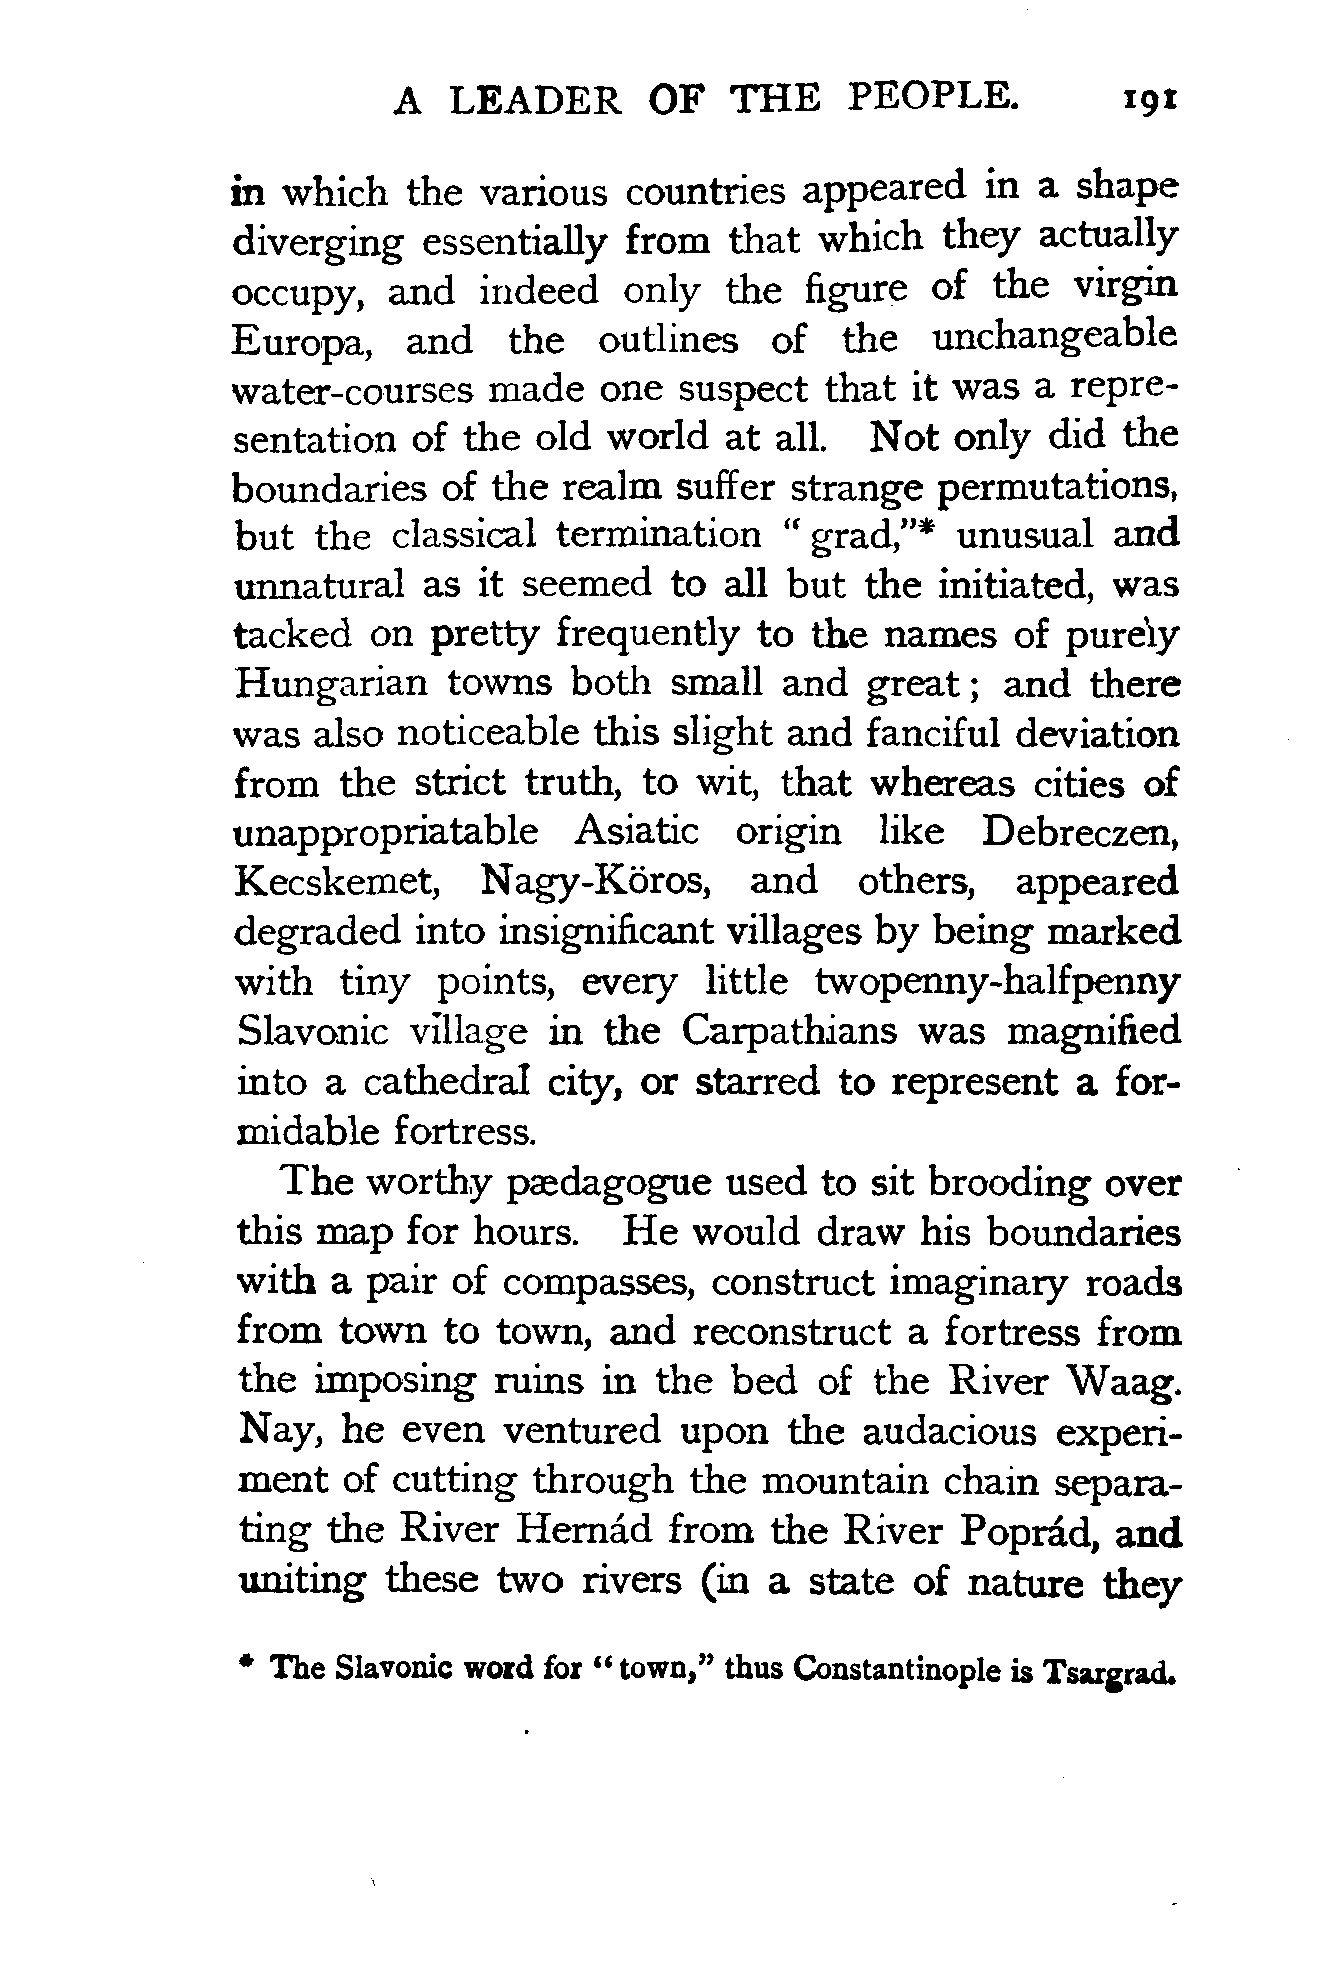 A LEADER OF THE PEOPLE. 191
in which the various countries appeared in a shape
diverging essentially from that which they actually
occupy, and indeed only the figure of the virgin
Europa, and the outlines of the unchangeable
water-courses made one suspect that it was a repre-
sentation of the old world at all. Not only did the
boundaries of the realm suffer strange permutations,
but the classical termination “ grad,”* unusual and
unnatural as it seemed to all but the initiated, was
tacked on pretty frequently to the names of purely
Hungarian towns both small and great ; and there
was also noticeable this slight and fanciful deviation
from the strict truth, to wit, that whereas cities of
unappropriatable Asiatic origin like Debreczen,
Kecskemet, Nagy-Köros, and others, appeared
degraded into insignificant villages by being marked
with tiny points, every little twopenny-halfpenny
Slavonic village in the Carpathians was magnified
into a cathedral city, or starred to represent a for-
midable fortress.
The worthy pædagogue used to sit brooding over
this map for hours. He would draw his boundaries
with a pair of compasses, construct imaginary roads
from town to town, and reconstruct a fortress from
the imposing ruins in the bed of the River Waag.
Nay, he even ventured upon the audacious experi-
ment of cutting through the mountain chain separa-
ting the River Hernád from the River Poprád, and
uniting these two rivers (in a state of nature they
* The Slavonic word for “ town,” thus Constantinople is Tsargrad.